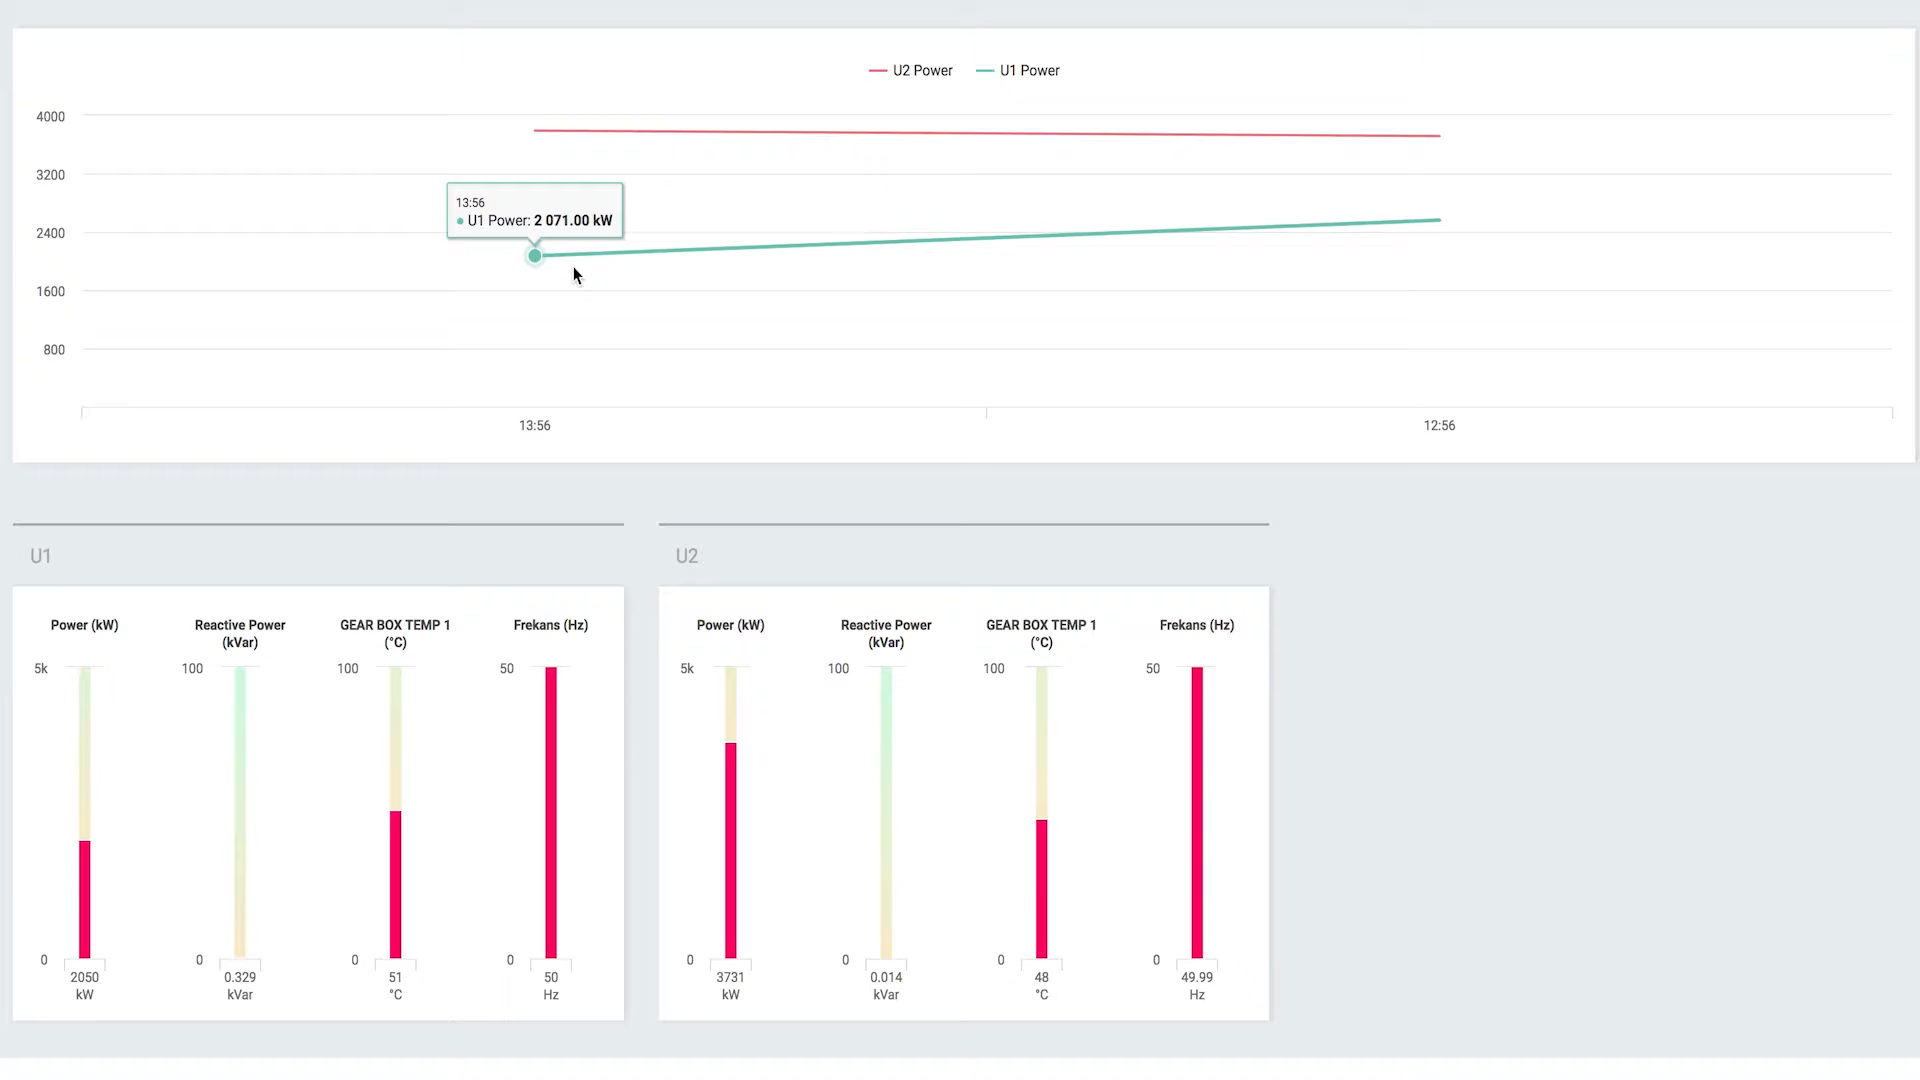 U2 Power U1 Power
4000
3200
2400
1600
800
13:56
U1 Power: 2 071.00 kW
13:56 12:56
U1
Power (kW)
Reactive Power
(kVar)
GEAR BOX TEMP 1
(°C)
Frekans (Hz)
5k 100 100 50
0 0 0 0
2050
kW
0.329
kVar
51
°C
50
Hz
U2
Power (kW)
Reactive Power
(kVar)
GEAR BOX TEMP 1
(°C)
Frekans (Hz)
5k 100 100 50
0 0 0 0
3731
kW
0.014
kVar
48
°C
49.99
Hz